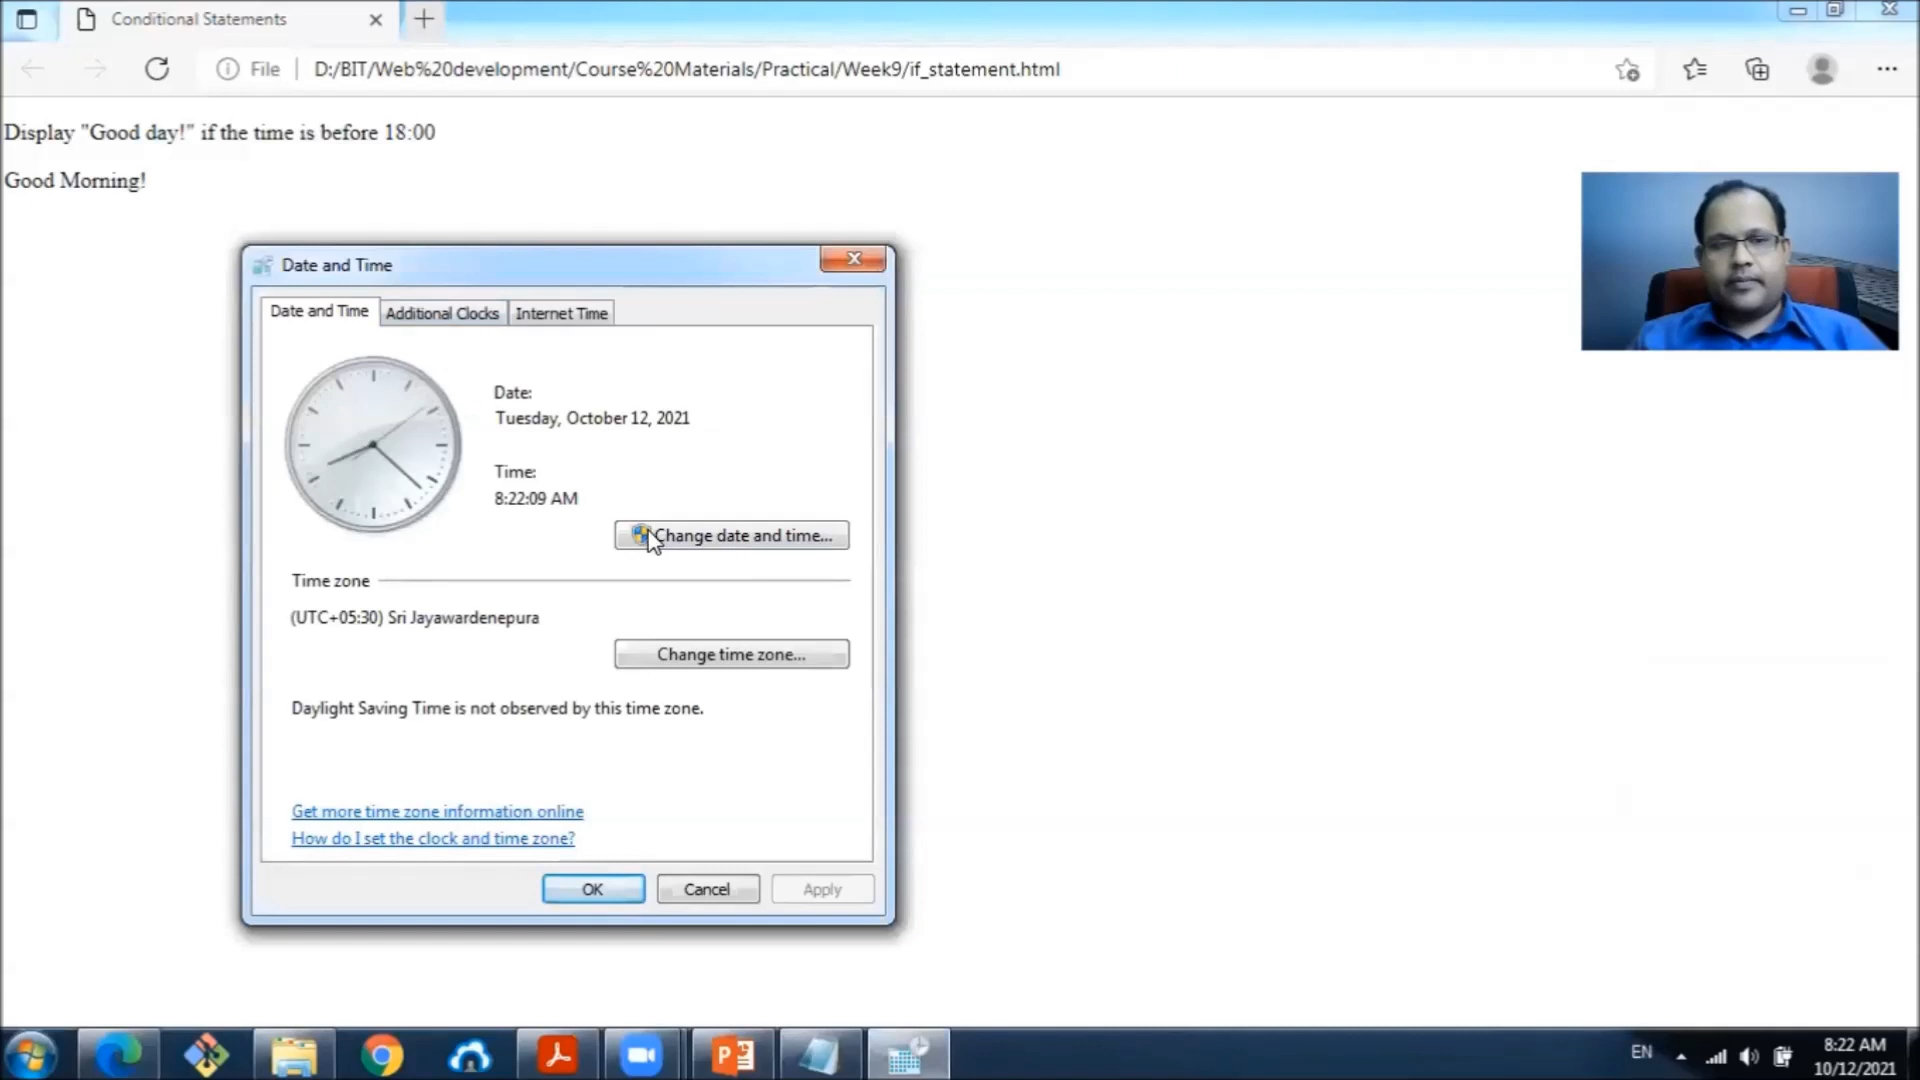 Conditional Statements
File
D:/BIT/Web%20development/Course%20Materials/Practical/Week9/if_statement.html
Display "Good day!" if the time is before 18:00
Good Morning!
Date and Time
Date and Time
Additional Clocks
Internet Time
Date:
Tuesday, October 12, 2021
Time:
8:22:09 AM
Change date and time...
Time zone
(UTC+05:30) Sri Jayawardenepura
Change time zone...
Daylight Saving Time is not observed by this time zone.
Get more time zone information online
How do I set the clock and time zone?
OK
Cancel
Apply
EN
8:22 AM
10/12/2021